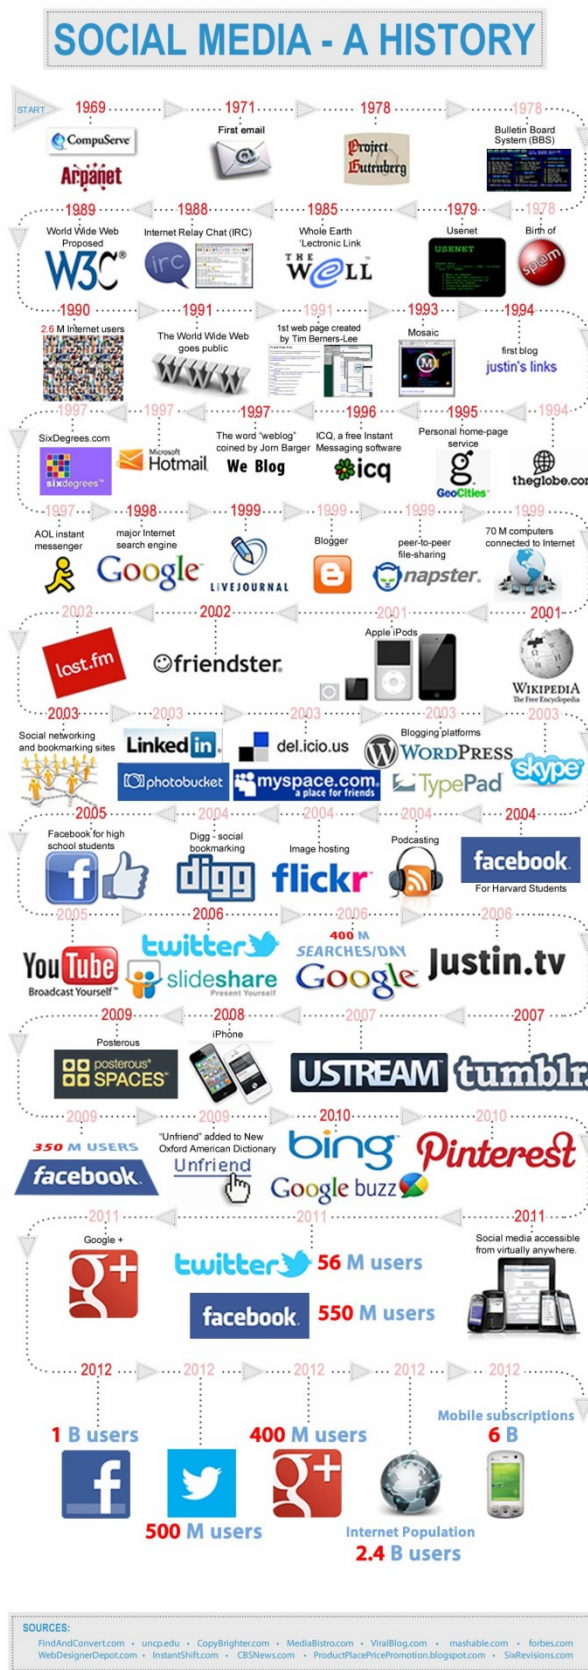 SOCIAL MEDIA - A HISTORY
START
1969
1971
1978
1978
CompuServe
Arpanet
First email
Project
Gutenberg
Bulletin Board
System (BBS)
1989
1988
1985
1979
1978
World Wide Web
Proposed
W3C®
Internet Relay Chat (IRC)
irc
Whole Earth
'Lectronic Link
THE
WELL
Usenet
USENET
Birth of
spam
1990
1991
1991
1993
1994
2.6 M Internet users
The World Wide Web
goes public
WWW
1st web page created
by Tim Berners-Lee
Mosaic
first blog
justin's links
1997
1997
1997
1996
1995
1994
SixDegrees.com
sixdegrees™
Microsoft
Hotmail
The word "weblog"
coined by Jorn Barger
We Blog
ICQ, a free Instant
Messaging software
icq
Personal home-page
service
GeoCities
theglobe.com
1997
1998
1999
1999
1999
1999
AOL instant
messenger
major Internet
search engine
Google™
LIVEJOURNAL
Blogger
peer-to-peer
file-sharing
napster.
70 M computers
connected to Internet
2002
2002
2001
2001
last.fm
friendster.
Apple iPods
WIKIPEDIA
The Free Encyclopedia
2003
2003
2003
2003
2003
Social networking
and bookmarking sites
Linked in
photobucket
del.icio.us
myspace.com
a place for friends
Blogging platforms
WORDPRESS
TypePad
skype
2005
2004
2004
2004
2004
Facebook for high
school students
Digg - social
bookmarking
digg
Image hosting
flickr
Podcasting
facebook
For Harvard Students
2005
2006
2006
2006
YouTube
Broadcast Yourself™
twitter
slideshare
Present Yourself
400 M
SEARCHES/DAY
Google
Justin.tv
2009
2008
2007
2007
Posterous
posterous
SPACES™
iPhone
USTREAM
tumblr.
2009
2009
2010
2010
350 M USERS
facebook
"Unfriend" added to New
Oxford American Dictionary
Unfriend
bing™
Google buzz
Pinterest
2011
2011
2011
Google +
g+
twitter 56 M users
facebook 550 M users
Social media accessible
from virtually anywhere.
2012
2012
2012
2012
2012
1 B users
500 M users
400 M users
g+
Internet Population
2.4 B users
Mobile subscriptions
6 B
SOURCES:
FindAndConvert.com • uncp.edu • CopyBrighter.com • MediaBistro.com • ViralBlog.com • mashable.com • forbes.com
WebDesignerDepot.com • InstantShift.com • CBSNews.com • ProductPlacePricePromotion.blogspot.com • SixRevisions.com